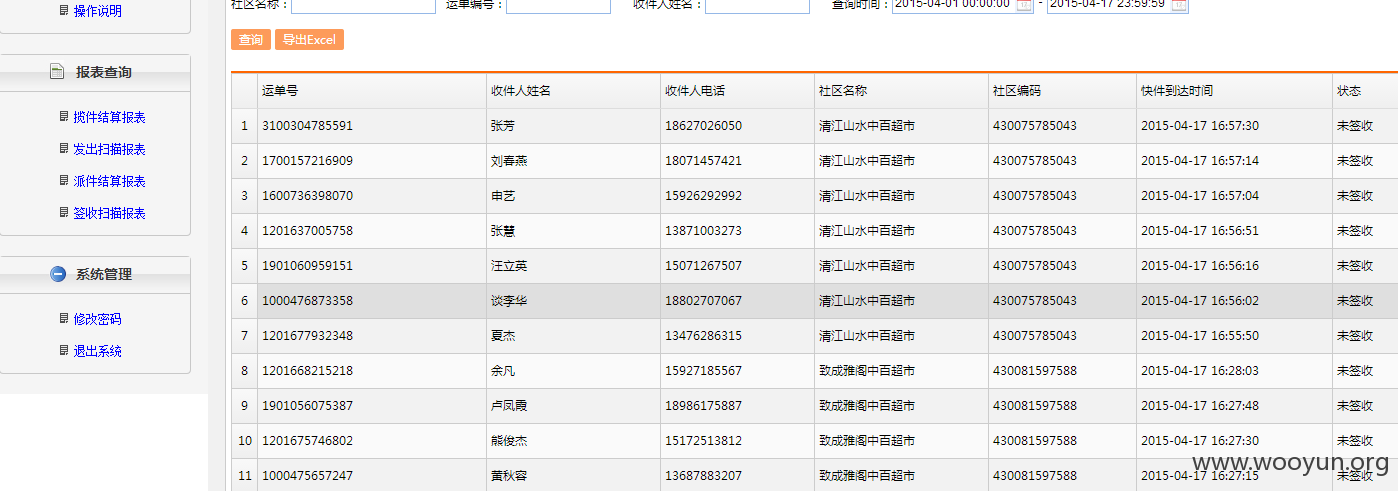 操作说明
社区名称： 运单编号： 收件人姓名： 查询时间： 2015-04-01 00:00:00 - 2015-04-17 23:59:59
查询 导出Excel
报表查询
揽件结算报表
发出扫描报表
派件结算报表
签收扫描报表
系统管理
修改密码
退出系统
运单号 收件人姓名 收件人电话 社区名称 社区编码 快件到达时间 状态
1 3100304785591 张芳 18627026050 清江山水中百超市 430075785043 2015-04-17 16:57:30 未签收
2 1700157216909 刘春燕 18071457421 清江山水中百超市 430075785043 2015-04-17 16:57:14 未签收
3 1600736398070 申艺 15926292992 清江山水中百超市 430075785043 2015-04-17 16:57:04 未签收
4 1201637005758 张慧 13871003273 清江山水中百超市 430075785043 2015-04-17 16:56:51 未签收
5 1901060959151 汪立英 15071267507 清江山水中百超市 430075785043 2015-04-17 16:56:16 未签收
6 1000476873358 谈李华 18802707067 清江山水中百超市 430075785043 2015-04-17 16:56:02 未签收
7 1201677932348 夏杰 13476286315 清江山水中百超市 430075785043 2015-04-17 16:55:50 未签收
8 1201668215218 余凡 15927185567 致成雅阁中百超市 430081597588 2015-04-17 16:28:03 未签收
9 1901056075387 卢凤霞 18986175887 致成雅阁中百超市 430081597588 2015-04-17 16:27:48 未签收
10 1201675746802 熊俊杰 15172513812 致成雅阁中百超市 430081597588 2015-04-17 16:27:30 未签收
11 1000475657247 黄秋容 13687883207 致成雅阁中百超市 430081597588 2015-04-17 16:27:15 未签收
www.wooyun.org